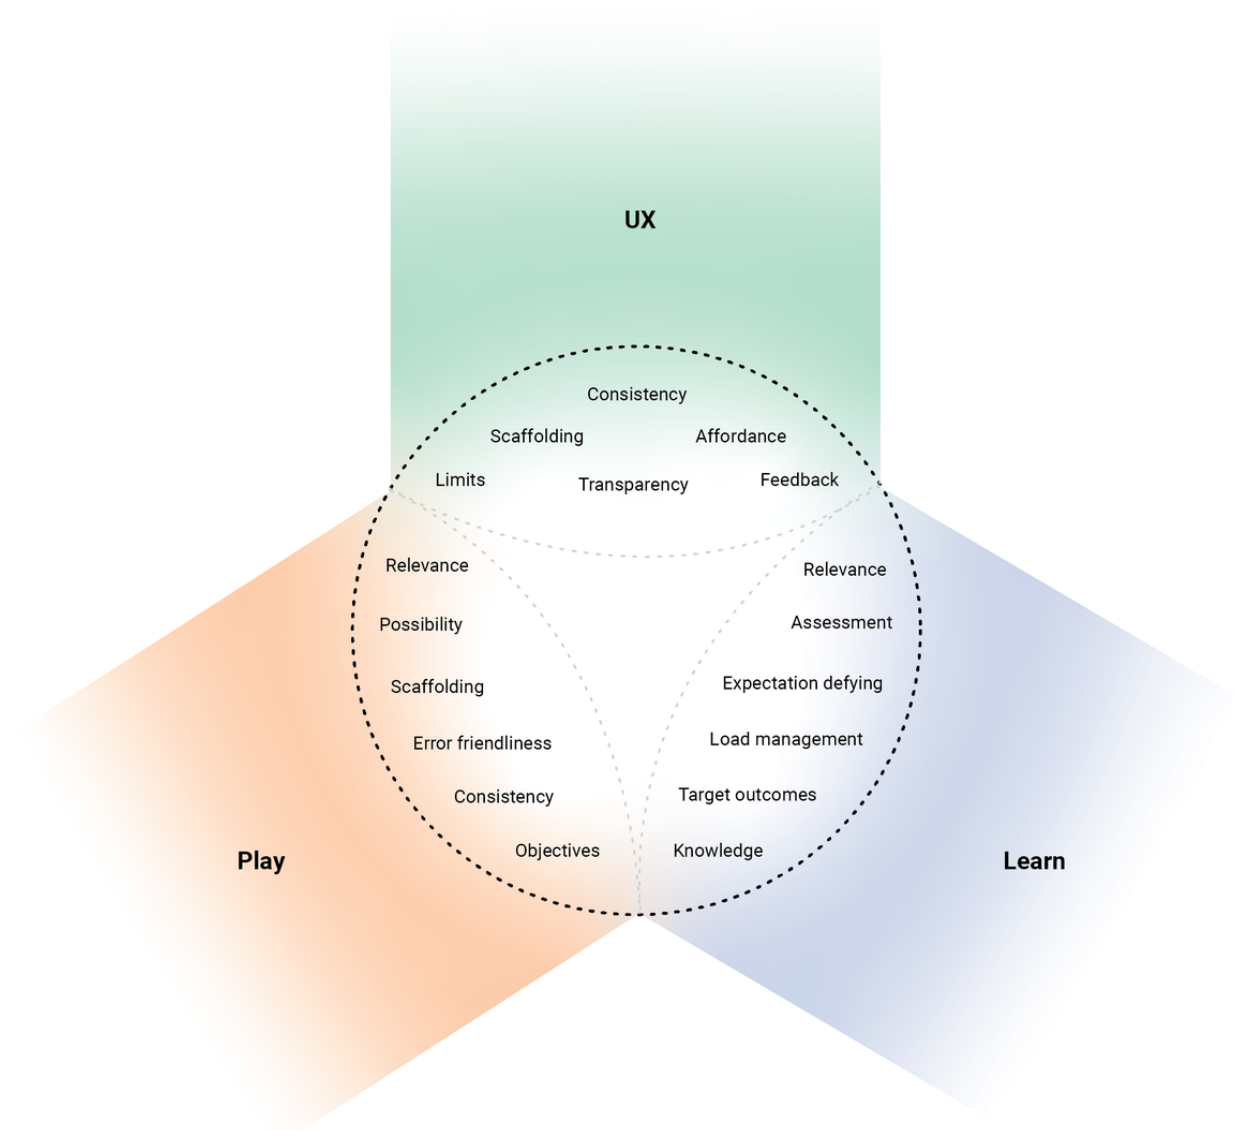 UX
Consistency
Scaffolding
Affordance
Limits
Transparency
Feedback
Relevance
Possibility
Scaffolding
Error friendliness
Consistency
Objectives
Play
Relevance
Assessment
Expectation defying
Load management
Target outcomes
Knowledge
Learn